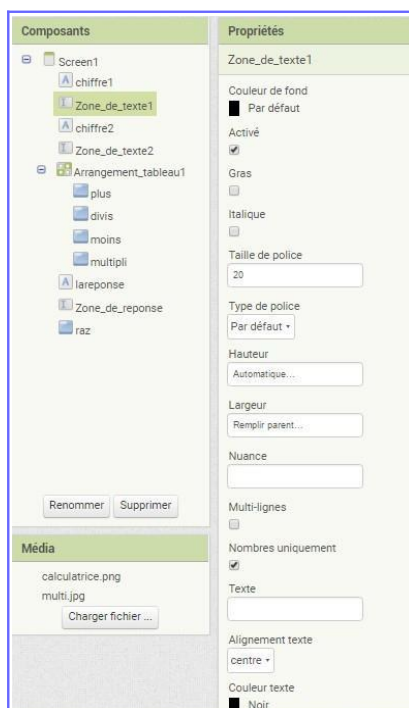 Composants
Screen1
chiffre1
Zone_de_texte1
chiffre2
Zone_de_texte2
Arrangement_tableau1
plus
divis
moins
multipli
lareponse
Zone_de_reponse
raz
Renommer Supprimer
Média
calculatrice.png
multi.jpg
Charger fichier ...
Propriétés
Zone_de_texte1
Couleur de fond
Par défaut
Activé
Gras
Italique
Taille de police
20
Type de police
Par défaut
Hauteur
Automatique...
Largeur
Remplir parent...
Nuance
Multi-lignes
Nombres uniquement
Texte
Alignement texte
centre
Couleur texte
Noir